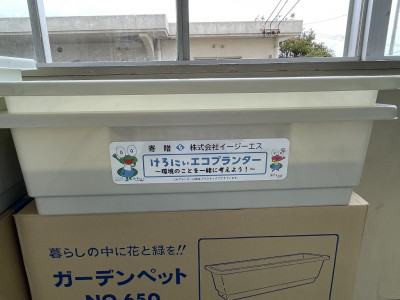 寄贈 株式会社イージーエス
けろにぃエコプランター
～環境のことを一緒に考えよう！～
暮らしの中に花と緑を!!
ガーデンペット
NO.650